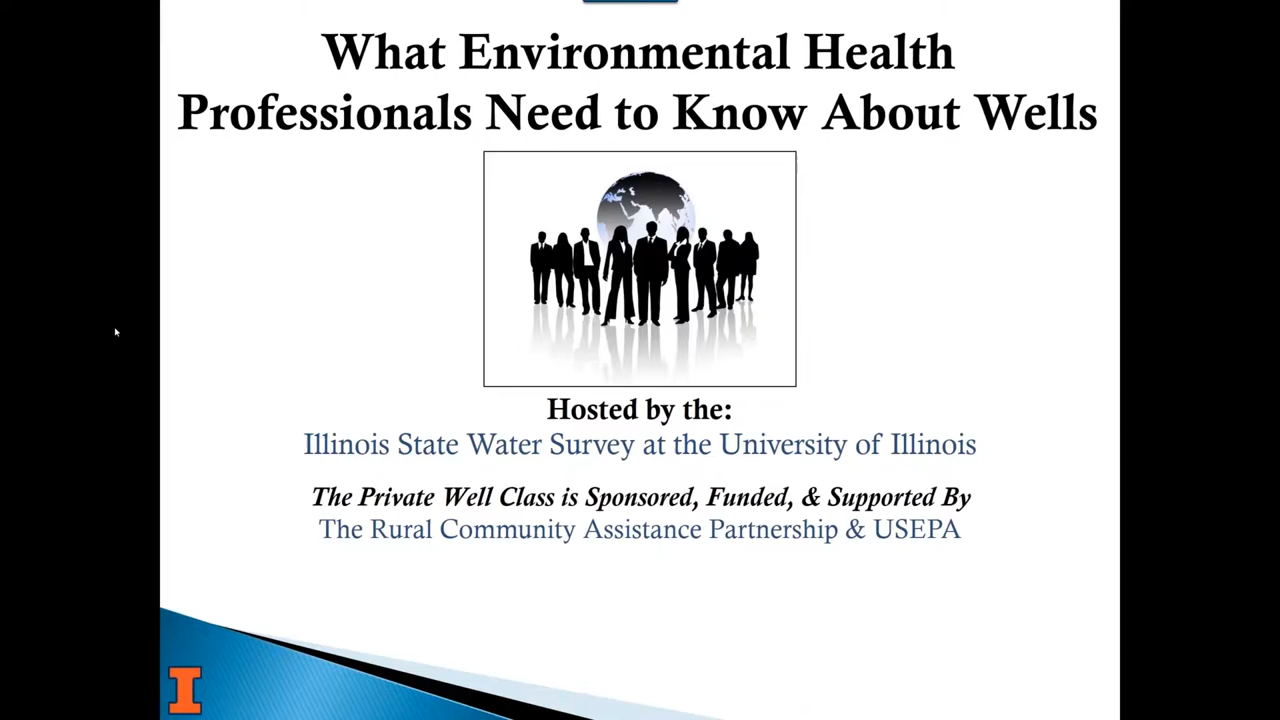 What Environmental Health
Professionals Need to Know About Wells
Hosted by the:
Illinois State Water Survey at the University of Illinois
The Private Well Class is Sponsored, Funded, & Supported By
The Rural Community Assistance Partnership & USEPA
I